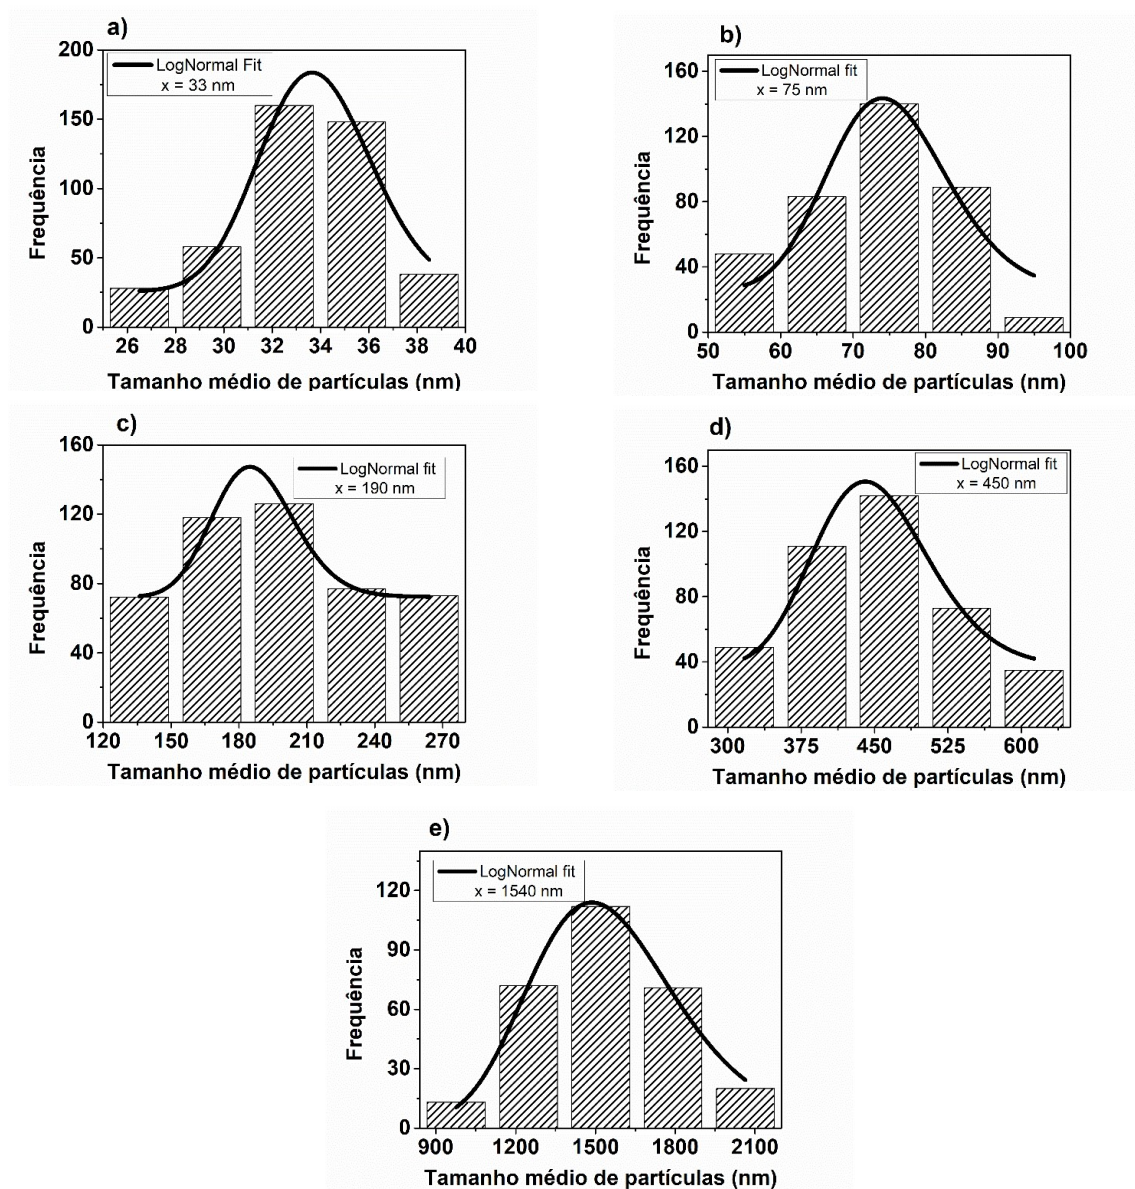 a)
200
150
100
50
0
Frequência
LogNormal Fit
x = 33 nm
26 28 30 32 34 36 38 40
Tamanho médio de partículas (nm)
b)
160
120
80
40
0
Frequência
LogNormal fit
x = 75 nm
50 60 70 80 90 100
Tamanho médio de partículas (nm)
c)
160
120
80
40
0
Frequência
LogNormal fit
x = 190 nm
120 150 180 210 240 270
Tamanho médio de partículas (nm)
d)
160
120
80
40
0
Frequência
LogNormal fit
x = 450 nm
300 375 450 525 600
Tamanho médio de partículas (nm)
e)
120
90
60
30
0
Frequência
LogNormal fit
x = 1540 nm
900 1200 1500 1800 2100
Tamanho médio de partículas (nm)